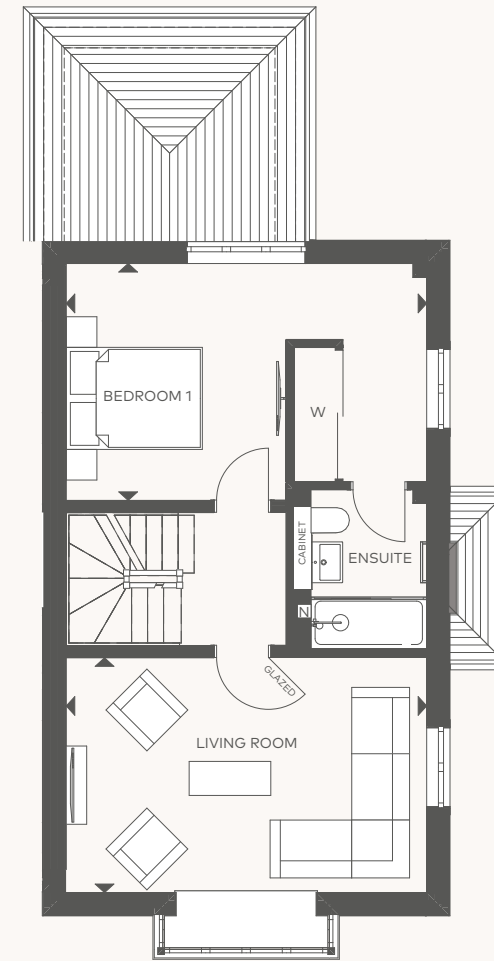 BEDROOM 1
W
CABINET
ENSUITE
N
GLAZED
LIVING ROOM